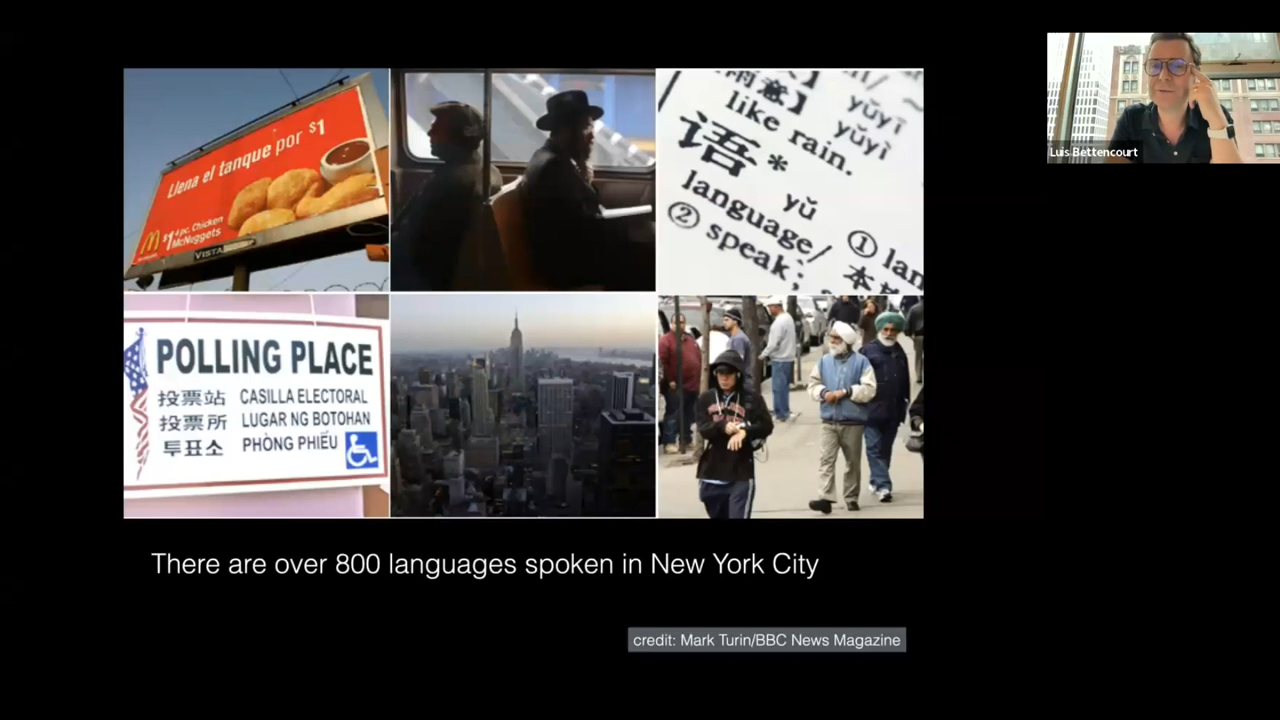 Llena el tanque por $1
$1 4 pc. Chicken
McNuggets
VISTA
雨意】 yǔyì
yǔyì
like rain.
语* yǔ
language/ ① lan
② speak;
POLLING PLACE
投票站 CASILLA ELECTORAL
投票所 LUGAR NG BOTOHAN
투표소 PHÒNG PHIẾU
There are over 800 languages spoken in New York City
credit: Mark Turin/BBC News Magazine
Luis Bettencourt